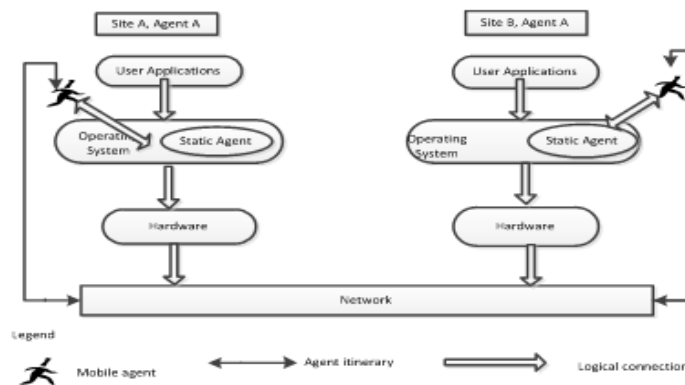 Site A, Agent A
Site B, Agent A
User Applications
User Applications
Operating
System
Static Agent
Operating
System
Static Agent
Hardware
Hardware
Network
Legend
Mobile agent
Agent itinerary
Logical connection